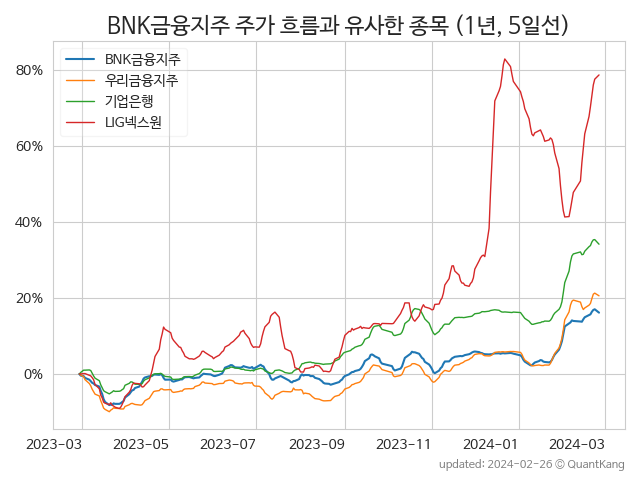 BNK금융지주 주가 흐름과 유사한 종목 (1년, 5일선)
BNK금융지주
우리금융지주
기업은행
LIG넥스원
80%
60%
40%
20%
0%
2023-03 2023-05 2023-07 2023-09 2023-11 2024-01 2024-03
updated: 2024-02-26 © QuantKang